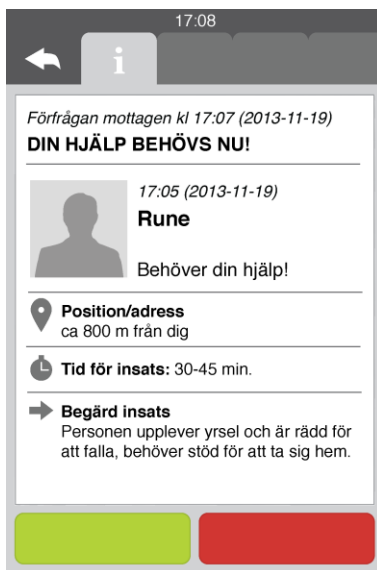 17:08
i
Förfrågan mottagen kl 17:07 (2013-11-19)
DIN HJÄLP BEHÖVS NU!
17:05 (2013-11-19)
Rune
Behöver din hjälp!
Position/adress
ca 800 m från dig
Tid för insats: 30-45 min.
Begärd insats
Personen upplever yrsel och är rädd för
att falla, behöver stöd för att ta sig hem.